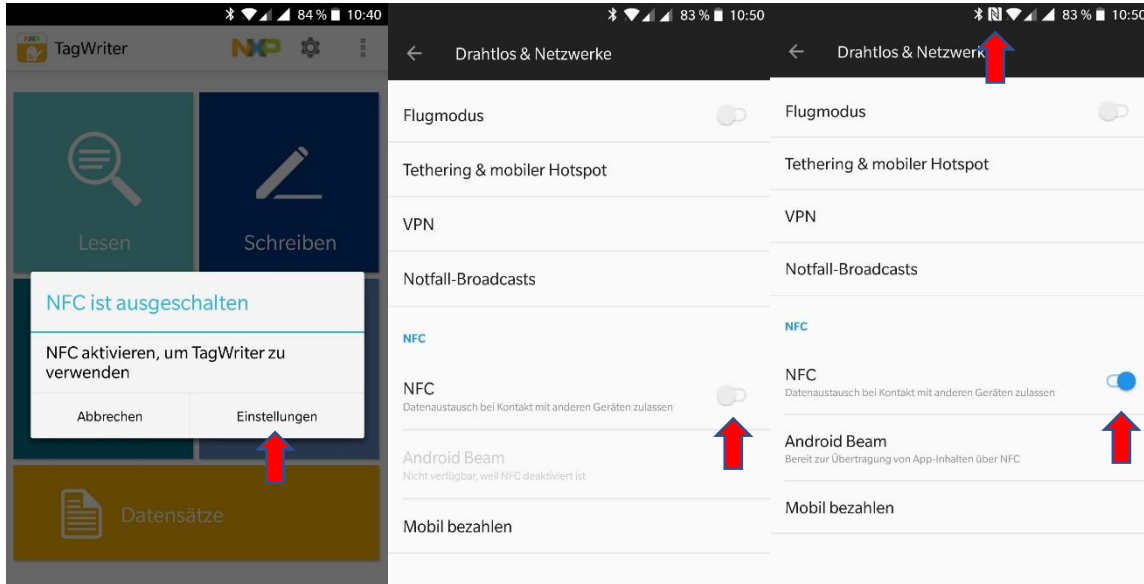 84 % 10:40
NXP TagWriter NXP
Lesen Schreiben
NFC ist ausgeschalten
NFC aktivieren, um TagWriter zu
verwenden
Abbrechen Einstellungen
Datensätze
83 % 10:50
Drahtlos & Netzwerke
Flugmodus
Tethering & mobiler Hotspot
VPN
Notfall-Broadcasts
NFC
NFC
Datenaustausch bei Kontakt mit anderen Geräten zulassen
Android Beam
Nicht verfügbar, weil NFC deaktiviert ist
Mobil bezahlen
83 % 10:50
Drahtlos & Netzwerk
Flugmodus
Tethering & mobiler Hotspot
VPN
Notfall-Broadcasts
NFC
NFC
Datenaustausch bei Kontakt mit anderen Geräten zulassen
Android Beam
Bereit zur Übertragung von App-Inhalten über NFC
Mobil bezahlen